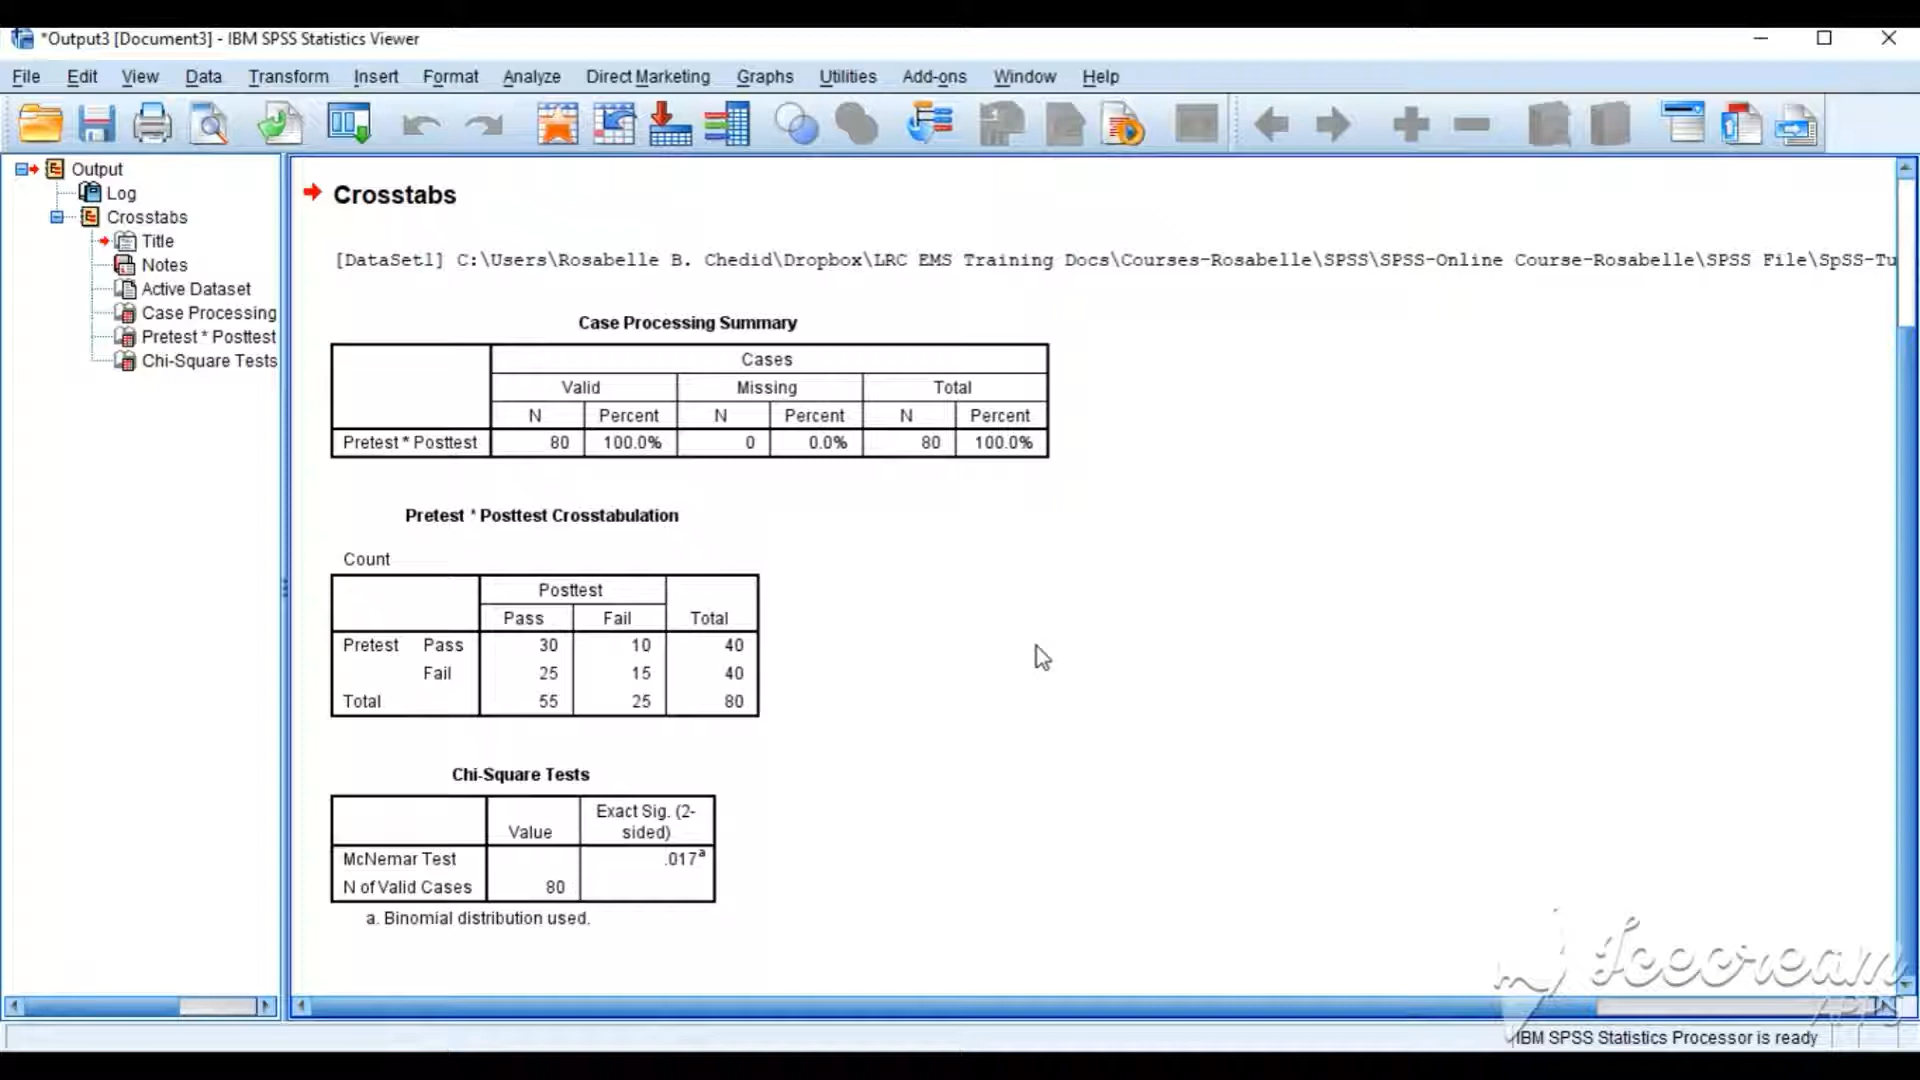 *Output3 [Document3] - IBM SPSS Statistics Viewer
File Edit View Data Transform Insert Format Analyze Direct Marketing Graphs Utilities Add-ons Window Help
Output
Log
Crosstabs
Title
Notes
Active Dataset
Case Processing
Pretest * Posttest
Chi-Square Tests
Crosstabs
[DataSet1] C:\Users\Rosabelle B. Chedid\Dropbox\LRC EMS Training Docs\Courses-Rosabelle\SPSS\SPSS-Online Course-Rosabelle\SPSS File\SpSS-Tu
Case Processing Summary
Cases
Valid Missing Total
N Percent N Percent N Percent
Pretest * Posttest 80 100.0% 0 0.0% 80 100.0%
Pretest * Posttest Crosstabulation
Count
Posttest
Pass Fail Total
Pretest Pass 30 10 40
Fail 25 15 40
Total 55 25 80
Chi-Square Tests
Value Exact Sig. (2-
sided)
McNemar Test .017a
N of Valid Cases 80
a. Binomial distribution used.
Icecream
APPS
IBM SPSS Statistics Processor is ready